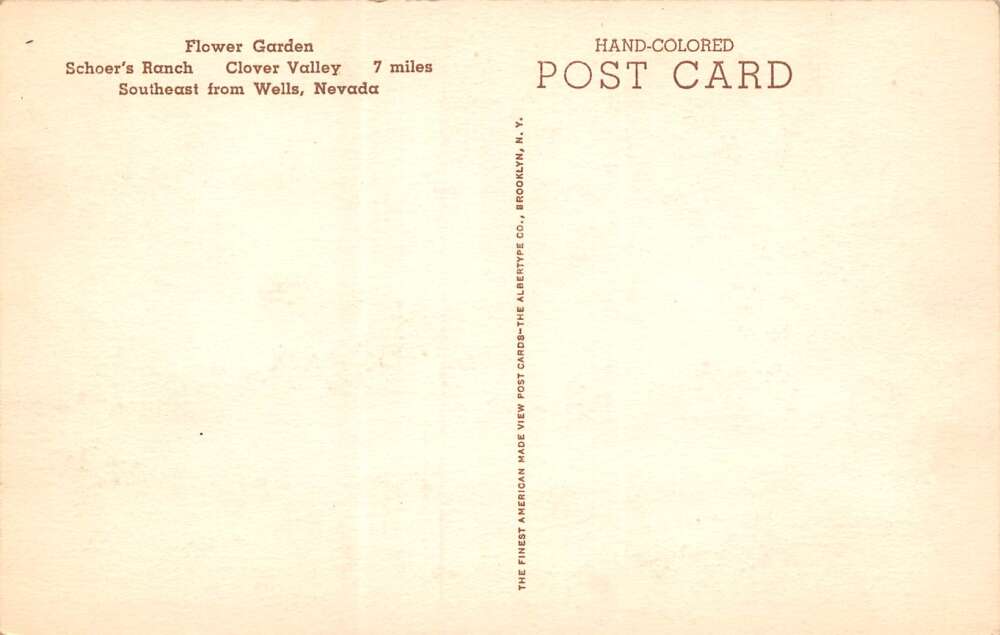 Flower Garden
Schoer's Ranch Clover Valley 7 miles
Southeast from Wells, Nevada
HAND-COLORED
POST CARD
THE FINEST AMERICAN MADE VIEW POST CARDS—THE ALBERTYPE CO., BROOKLYN, N. Y.